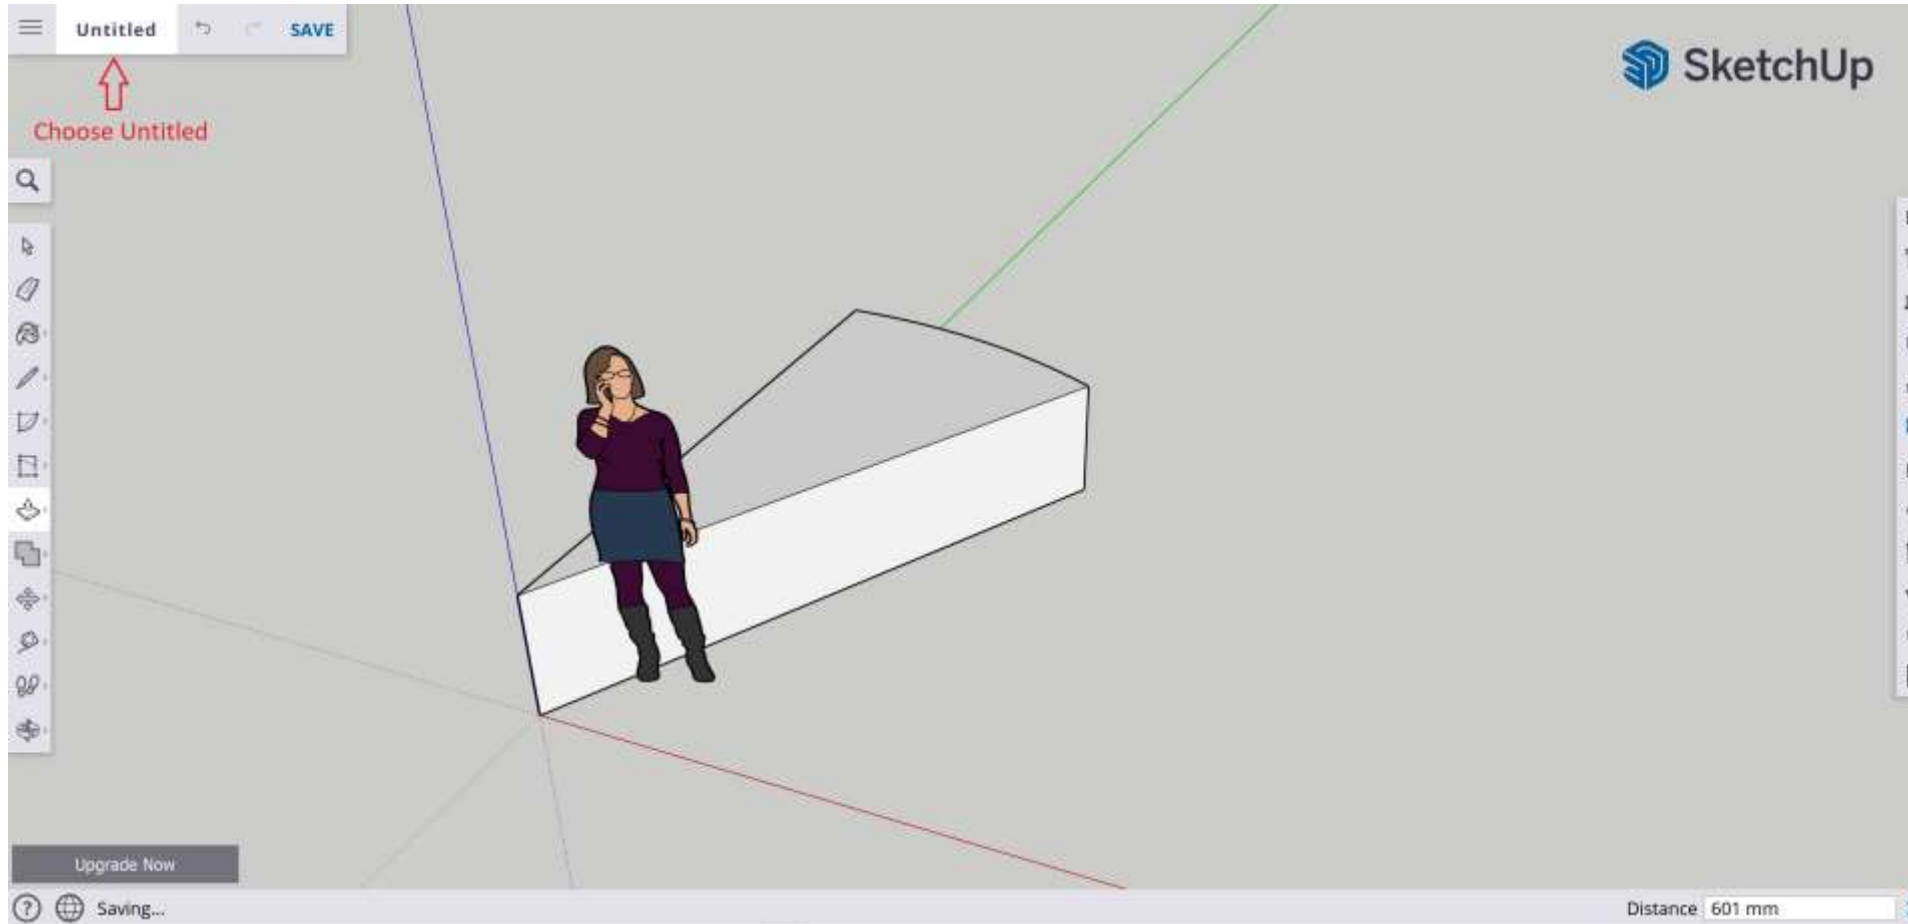 Untitled
SAVE
Choose Untitled
SketchUp
Upgrade Now
Saving...
Distance 601 mm